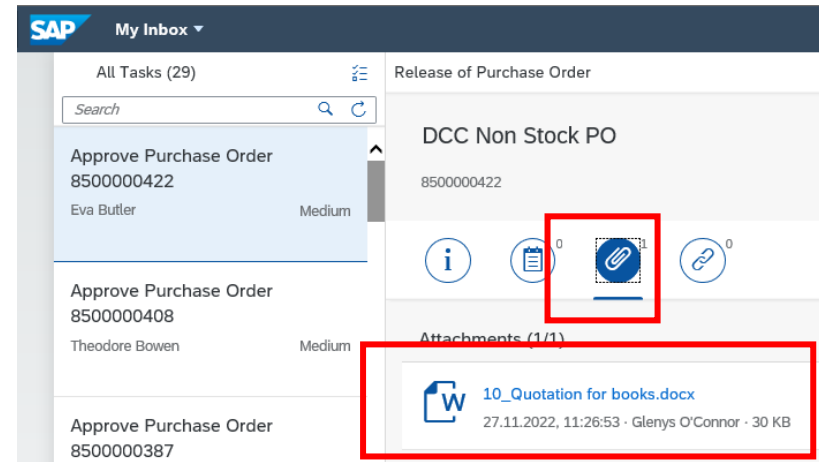 SAP My Inbox
All Tasks (29)
Search
Approve Purchase Order
8500000422
Eva Butler Medium
Approve Purchase Order
8500000408
Theodore Bowen Medium
Approve Purchase Order
8500000387
Release of Purchase Order
DCC Non Stock PO
8500000422
i
0
1
0
Attachments (1/1)
W
10_Quotation for books.docx
27.11.2022, 11:26:53 · Glenys O'Connor · 30 KB